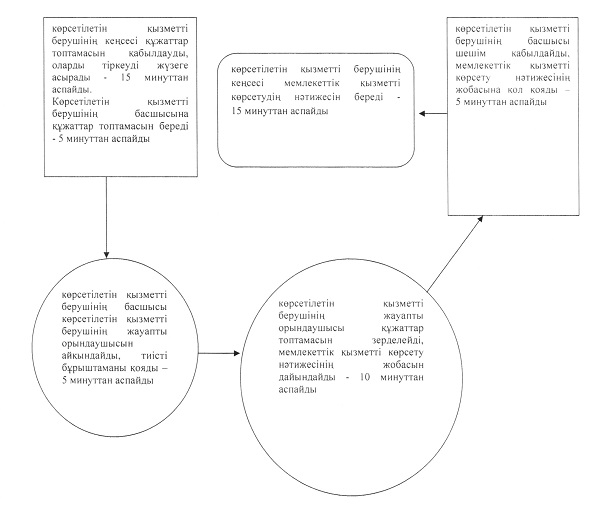 көрсетілетін қызметті
берушінің кеңсесі құжаттар
топтамасын қабылдауды,
оларды тіркеуді жүзеге
асырады - 15 минуттан
аспайды.
Көрсетілетін қызметті
берушінің басшысына
құжаттар топтамасын береді
- 5 минуттан аспайды
көрсетілетін қызметті
берушінің басшысы
көрсетілетін қызметті
берушінің жауапты
орындаушысын
айқындайды, тиісті
бұрыштаманы қояды –
5 минуттан аспайды
көрсетілетін қызметті
берушінің жауапты
орындаушысы құжаттар
топтамасын зерделейді,
мемлекеттік қызметті көрсету
нәтижесінің жобасын
дайындайды - 10 минуттан
аспайды
көрсетілетін қызметті
берушінің басшысы
шешім қабылдайды,
мемлекеттік қызметті
көрсету нәтижесінің
жобасына қол қояды –
5 минуттан аспайды
көрсетілетін қызметті берушінің
кеңсесі мемлекеттік қызметті
көрсетудің нәтижесін береді -
15 минуттан аспайды